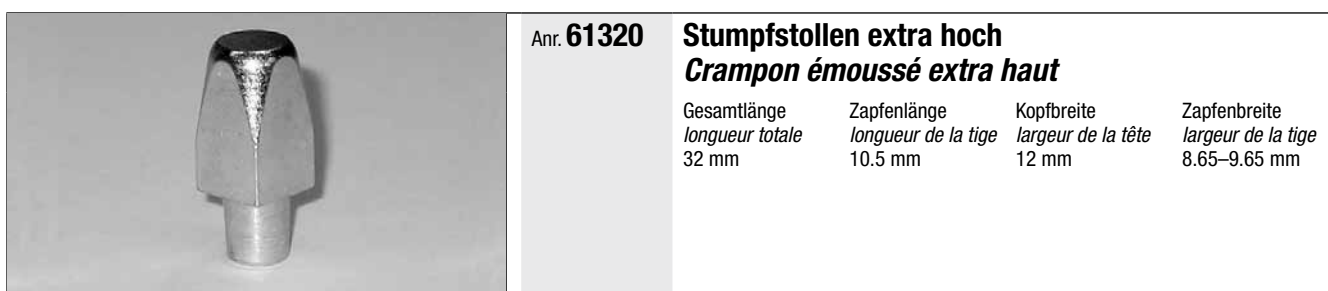 Anr. 61320
Stumpfstollen extra hoch
Crampon émoussé extra haut
Gesamtlänge Zapfenlänge Kopfbreite Zapfenbreite
longueur totale longueur de la tige largeur de la tête largeur de la tige
32 mm 10.5 mm 12 mm 8.65–9.65 mm